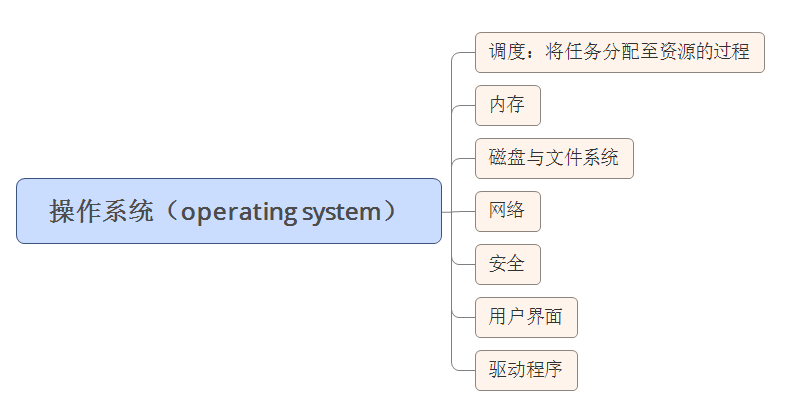 操作系统（operating system）
调度：将任务分配至资源的过程
内存
磁盘与文件系统
网络
安全
用户界面
驱动程序